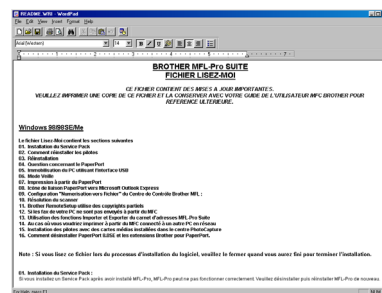 README.WRI - WordPad
File Edit View Insert Format Help
Arial (Western) 14
BROTHER MFL-Pro SUITE
FICHIER LISEZ-MOI
CE FICHIER CONTIENT DES MISES A JOUR IMPORTANTES.
VEUILLEZ IMPRIMER UNE COPIE DE CE FICHIER ET LA CONSERVER AVEC VOTRE GUIDE DE L'UTILISATEUR MFC BROTHER POUR
REFERENCE ULTERIEURE.
Windows 98/98SE/Me
Le fichier Lisez-Moi contient les sections suivantes
01. Installation du Service Pack
02. Comment réinstaller les pilotes
03. Réinstallation
04. Question concernant le PaperPort
05. Immobilisation du PC utilisant l'interface USB
06. Mode Veille
07. Impression à partir du PaperPort
08. Icône de liaison PaperPort vers Microsoft Outlook Express
09. Configuration "Numérisation vers fichier" du Centre de Contrôle Brother MFL :
10. Résolution du scanner
11. Brother RemoteSetup utilise des copyrights partiels
12. Si les fax de votre PC ne sont pas envoyés à partir du MFC
13. Utilisation des fonctions Importer et Exporter du carnet d'adresses MFL-Pro Suite
14. Au cas où vous voudriez imprimer à partir du MFC connecté à un autre PC en réseau
15. Installation des pilotes avec des cartes médias installées dans le centre PhotoCapture
16. Comment désinstaller PaperPort 8.0SE et les extensions Brother pour PaperPort.
Note : Si vous lisez ce fichier lors du processus d'installation du logiciel, veuillez le fermer quand vous aurez fini pour terminer l'installation.
01. Installation du Service Pack :
Si vous installez un Service Pack après avoir installé MFL-Pro, MFL-Pro peut ne pas fonctionner correctement. Veuillez désinstaller puis réinstaller MFL-Pro de nouveau.
For Help, press F1
NUM